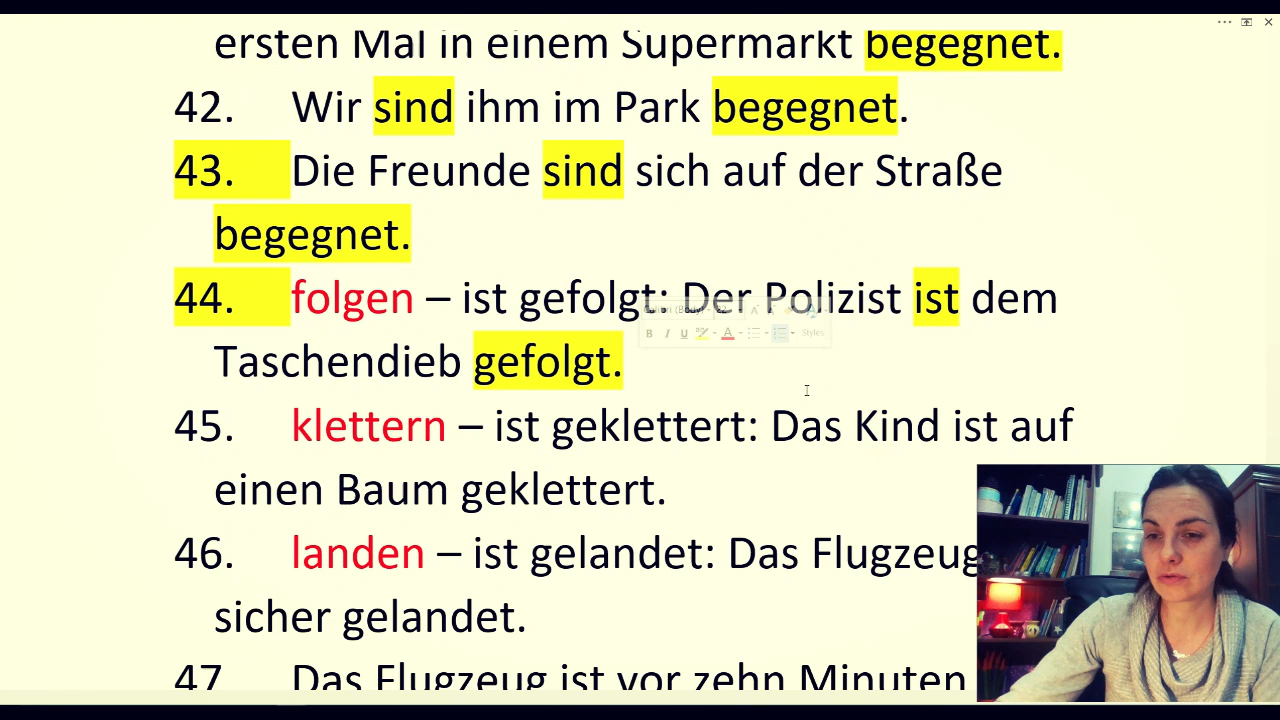 ersten Mal in einem Supermarkt begegnet.
42. Wir sind ihm im Park begegnet.
43. Die Freunde sind sich auf der Straße
begegnet.
44. folgen – ist gefolgt: Der Polizist ist dem
Taschendieb gefolgt.
B I U A Styles
45. klettern – ist geklettert: Das Kind ist auf
einen Baum geklettert.
46. landen – ist gelandet: Das Flugzeug
sicher gelandet.
47 Das Flugzeug ist vor zehn Minuten